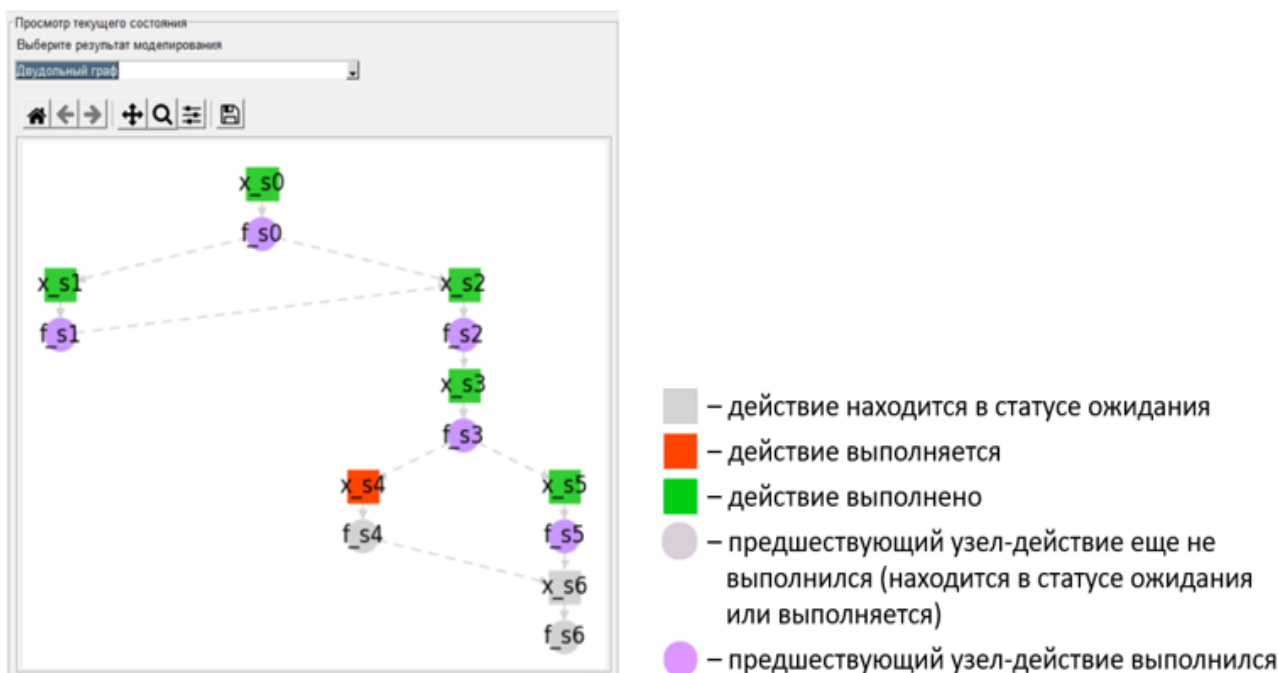 Просмотр текущего состояния
Выберите результат моделирования
Двудольный граф
x_s0
f_s0
x_s1
x_s2
f_s1
f_s2
x_s3
f_s3
x_s4
x_s5
f_s4
f_s5
x_s6
f_s6
– действие находится в статусе ожидания
– действие выполняется
– действие выполнено
– предшествующий узел-действие еще не
выполнился (находится в статусе ожидания
или выполняется)
– предшествующий узел-действие выполнился